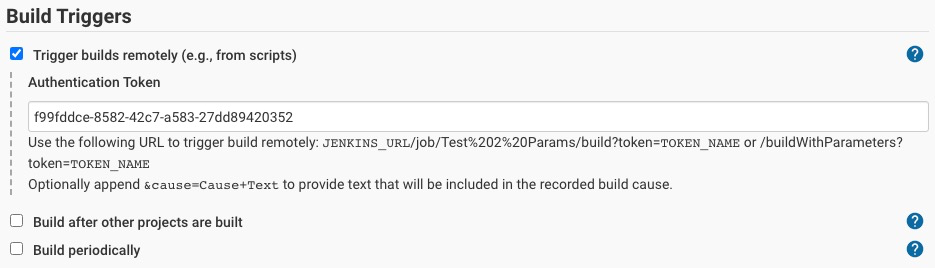 Build Triggers
Trigger builds remotely (e.g., from scripts)
?
Authentication Token
f99fddce-8582-42c7-a583-27dd89420352
Use the following URL to trigger build remotely: JENKINS_URL/job/Test%202%20Params/build?token=TOKEN_NAME or /buildWithParameters?
token=TOKEN_NAME
Optionally append &cause=Cause+Text to provide text that will be included in the recorded build cause.
Build after other projects are built
?
Build periodically
?